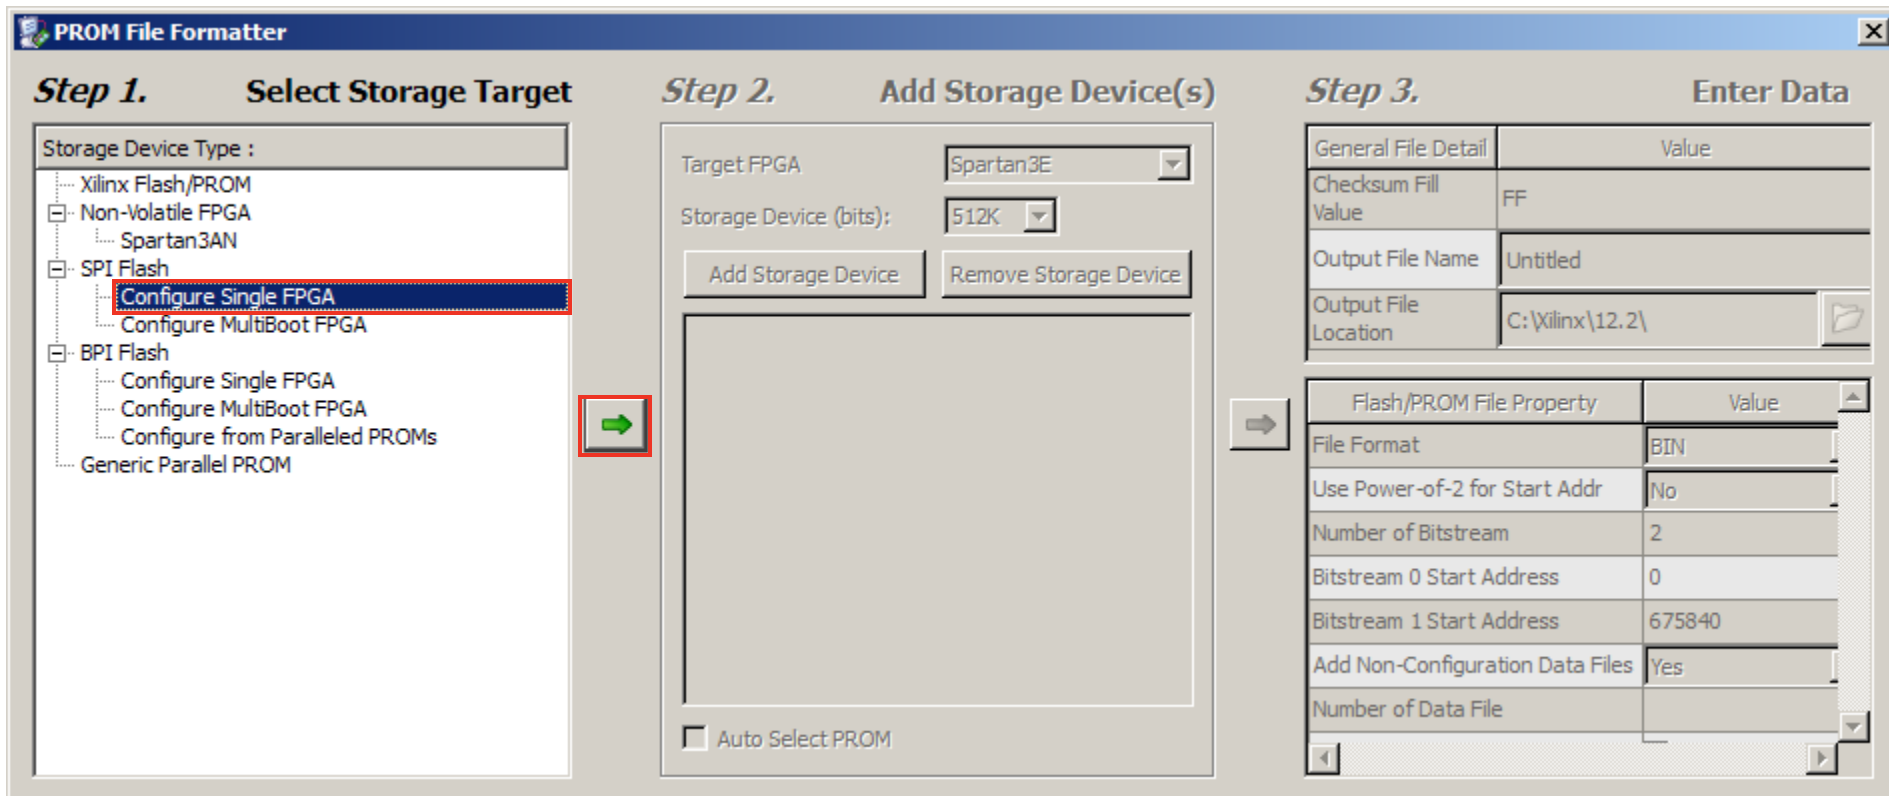 PROM File Formatter
Step 1. Select Storage Target
Storage Device Type :
Xilinx Flash/PROM
Non-Volatile FPGA
Spartan3AN
SPI Flash
Configure Single FPGA
Configure MultiBoot FPGA
BPI Flash
Configure Single FPGA
Configure MultiBoot FPGA
Configure from Paralleled PROMs
Generic Parallel PROM
Step 2. Add Storage Device(s)
Target FPGA Spartan3E
Storage Device (bits): 512K
Add Storage Device Remove Storage Device
Auto Select PROM
Step 3. Enter Data
General File Detail Value
Checksum Fill
Value
FF
Output File Name Untitled
Output File
Location
C:\Xilinx\12.2\
Flash/PROM File Property Value
File Format BIN
Use Power-of-2 for Start Addr No
Number of Bitstream 2
Bitstream 0 Start Address 0
Bitstream 1 Start Address 675840
Add Non-Configuration Data Files Yes
Number of Data File